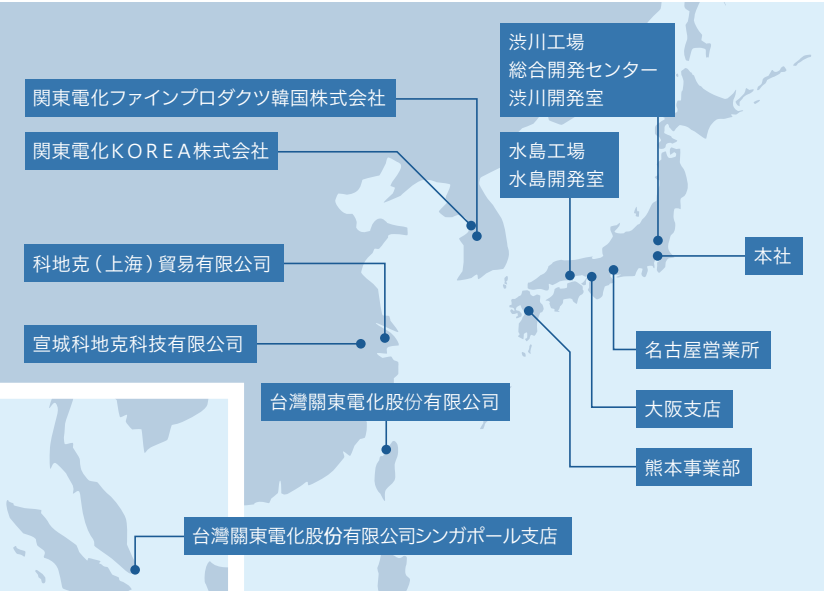 渋川工場
総合開発センター
渋川開発室
関東電化ファインプロダクツ韓国株式会社
関東電化KOREA株式会社
水島工場
水島開発室
本社
科地克(上海)貿易有限公司
宣城科地克科技有限公司
名古屋営業所
台灣關東電化股份有限公司
大阪支店
熊本事業部
台灣關東電化股份有限公司シンガポール支店